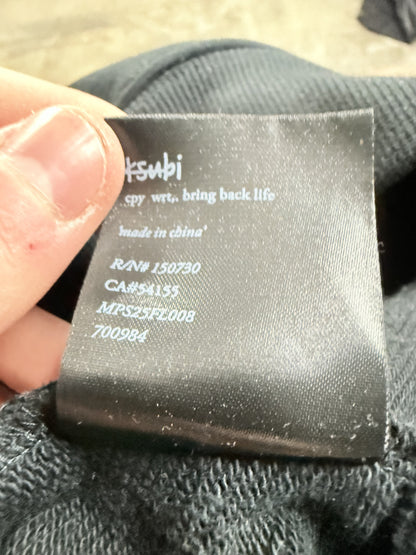 ksubi
cpy wrt,. bring back life
'made in china'
R/N# 150730
CA#54155
MPS25FL008
700984